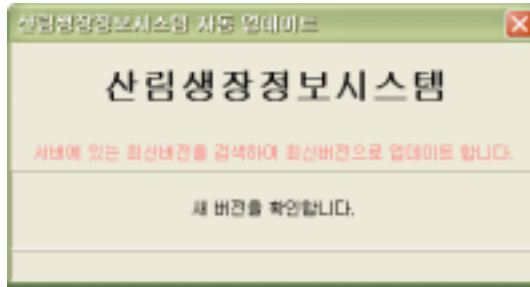 산림생장정보시스템 자동 업데이트
산림생장정보시스템
서버에 있는 최신버전을 검색하여 최신버전으로 업데이트 합니다.
새 버전을 확인합니다.